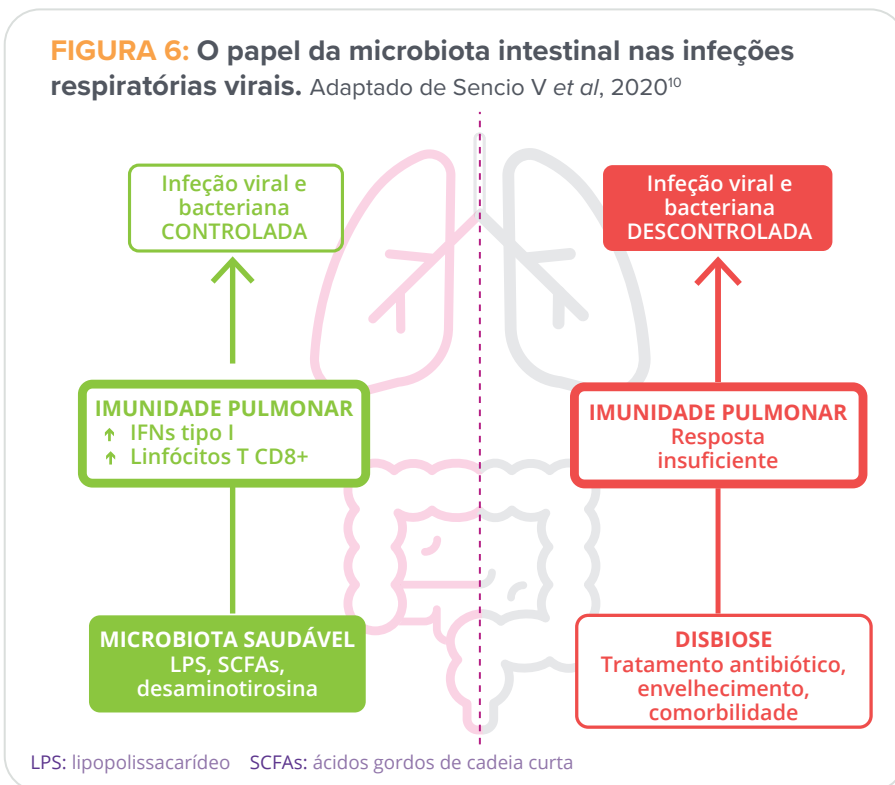 FIGURA 6: O papel da microbiota intestinal nas infeções
respiratórias virais. Adaptado de Sencio V et al, 2020¹⁰
Infeção viral e
bacteriana
CONTROLADA
IMUNIDADE PULMONAR
↑ IFNs tipo I
↑ Linfócitos T CD8+
MICROBIOTA SAUDÁVEL
LPS, SCFAs,
desaminotirosina
Infeção viral e
bacteriana
DESCONTROLADA
IMUNIDADE PULMONAR
Resposta
insuficiente
DISBIOSE
Tratamento antibiótico,
envelhecimento,
comorbilidade
LPS: lipopolissacarídeo SCFAs: ácidos gordos de cadeia curta